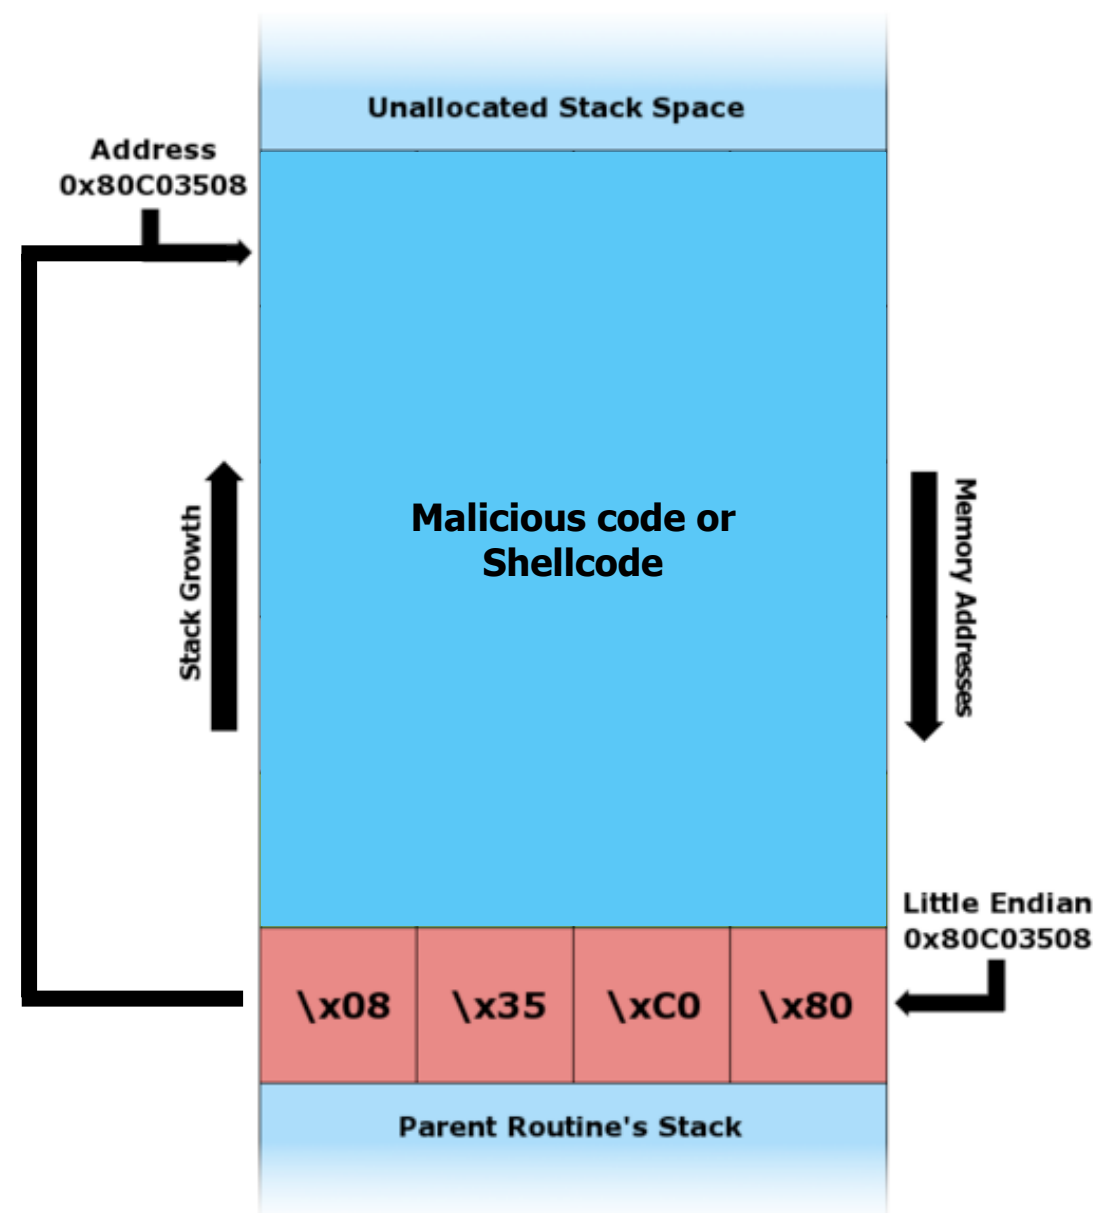 Unallocated Stack Space
Address
0x80C03508
Stack Growth
Malicious code or
Shellcode
Memory Addresses
Little Endian
0x80C03508
\x08 \x35 \xC0 \x80
Parent Routine's Stack